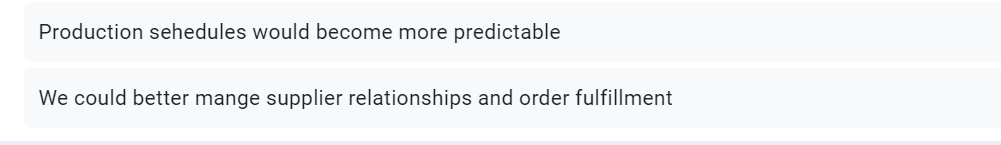 Production sehedules would become more predictable
We could better mange supplier relationships and order fulfillment